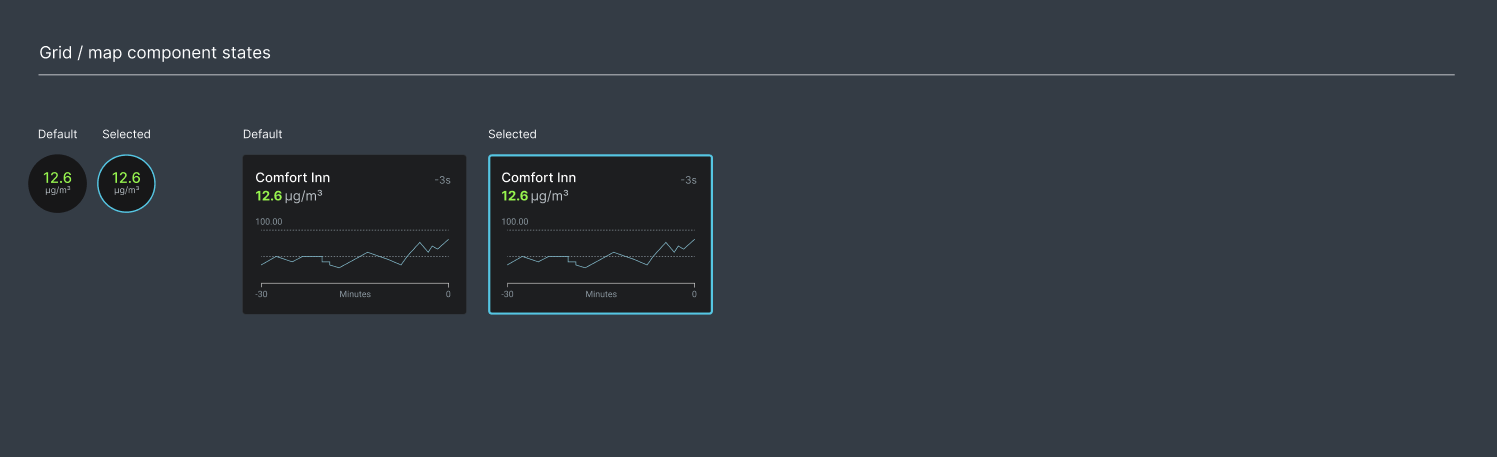 Grid / map component states
Default
Selected
Default
Selected
12.6
µg/m³
12.6
µg/m³
Comfort Inn
-3s
12.6 µg/m³
100.00
-30
Minutes
0
Comfort Inn
-3s
12.6 µg/m³
100.00
-30
Minutes
0